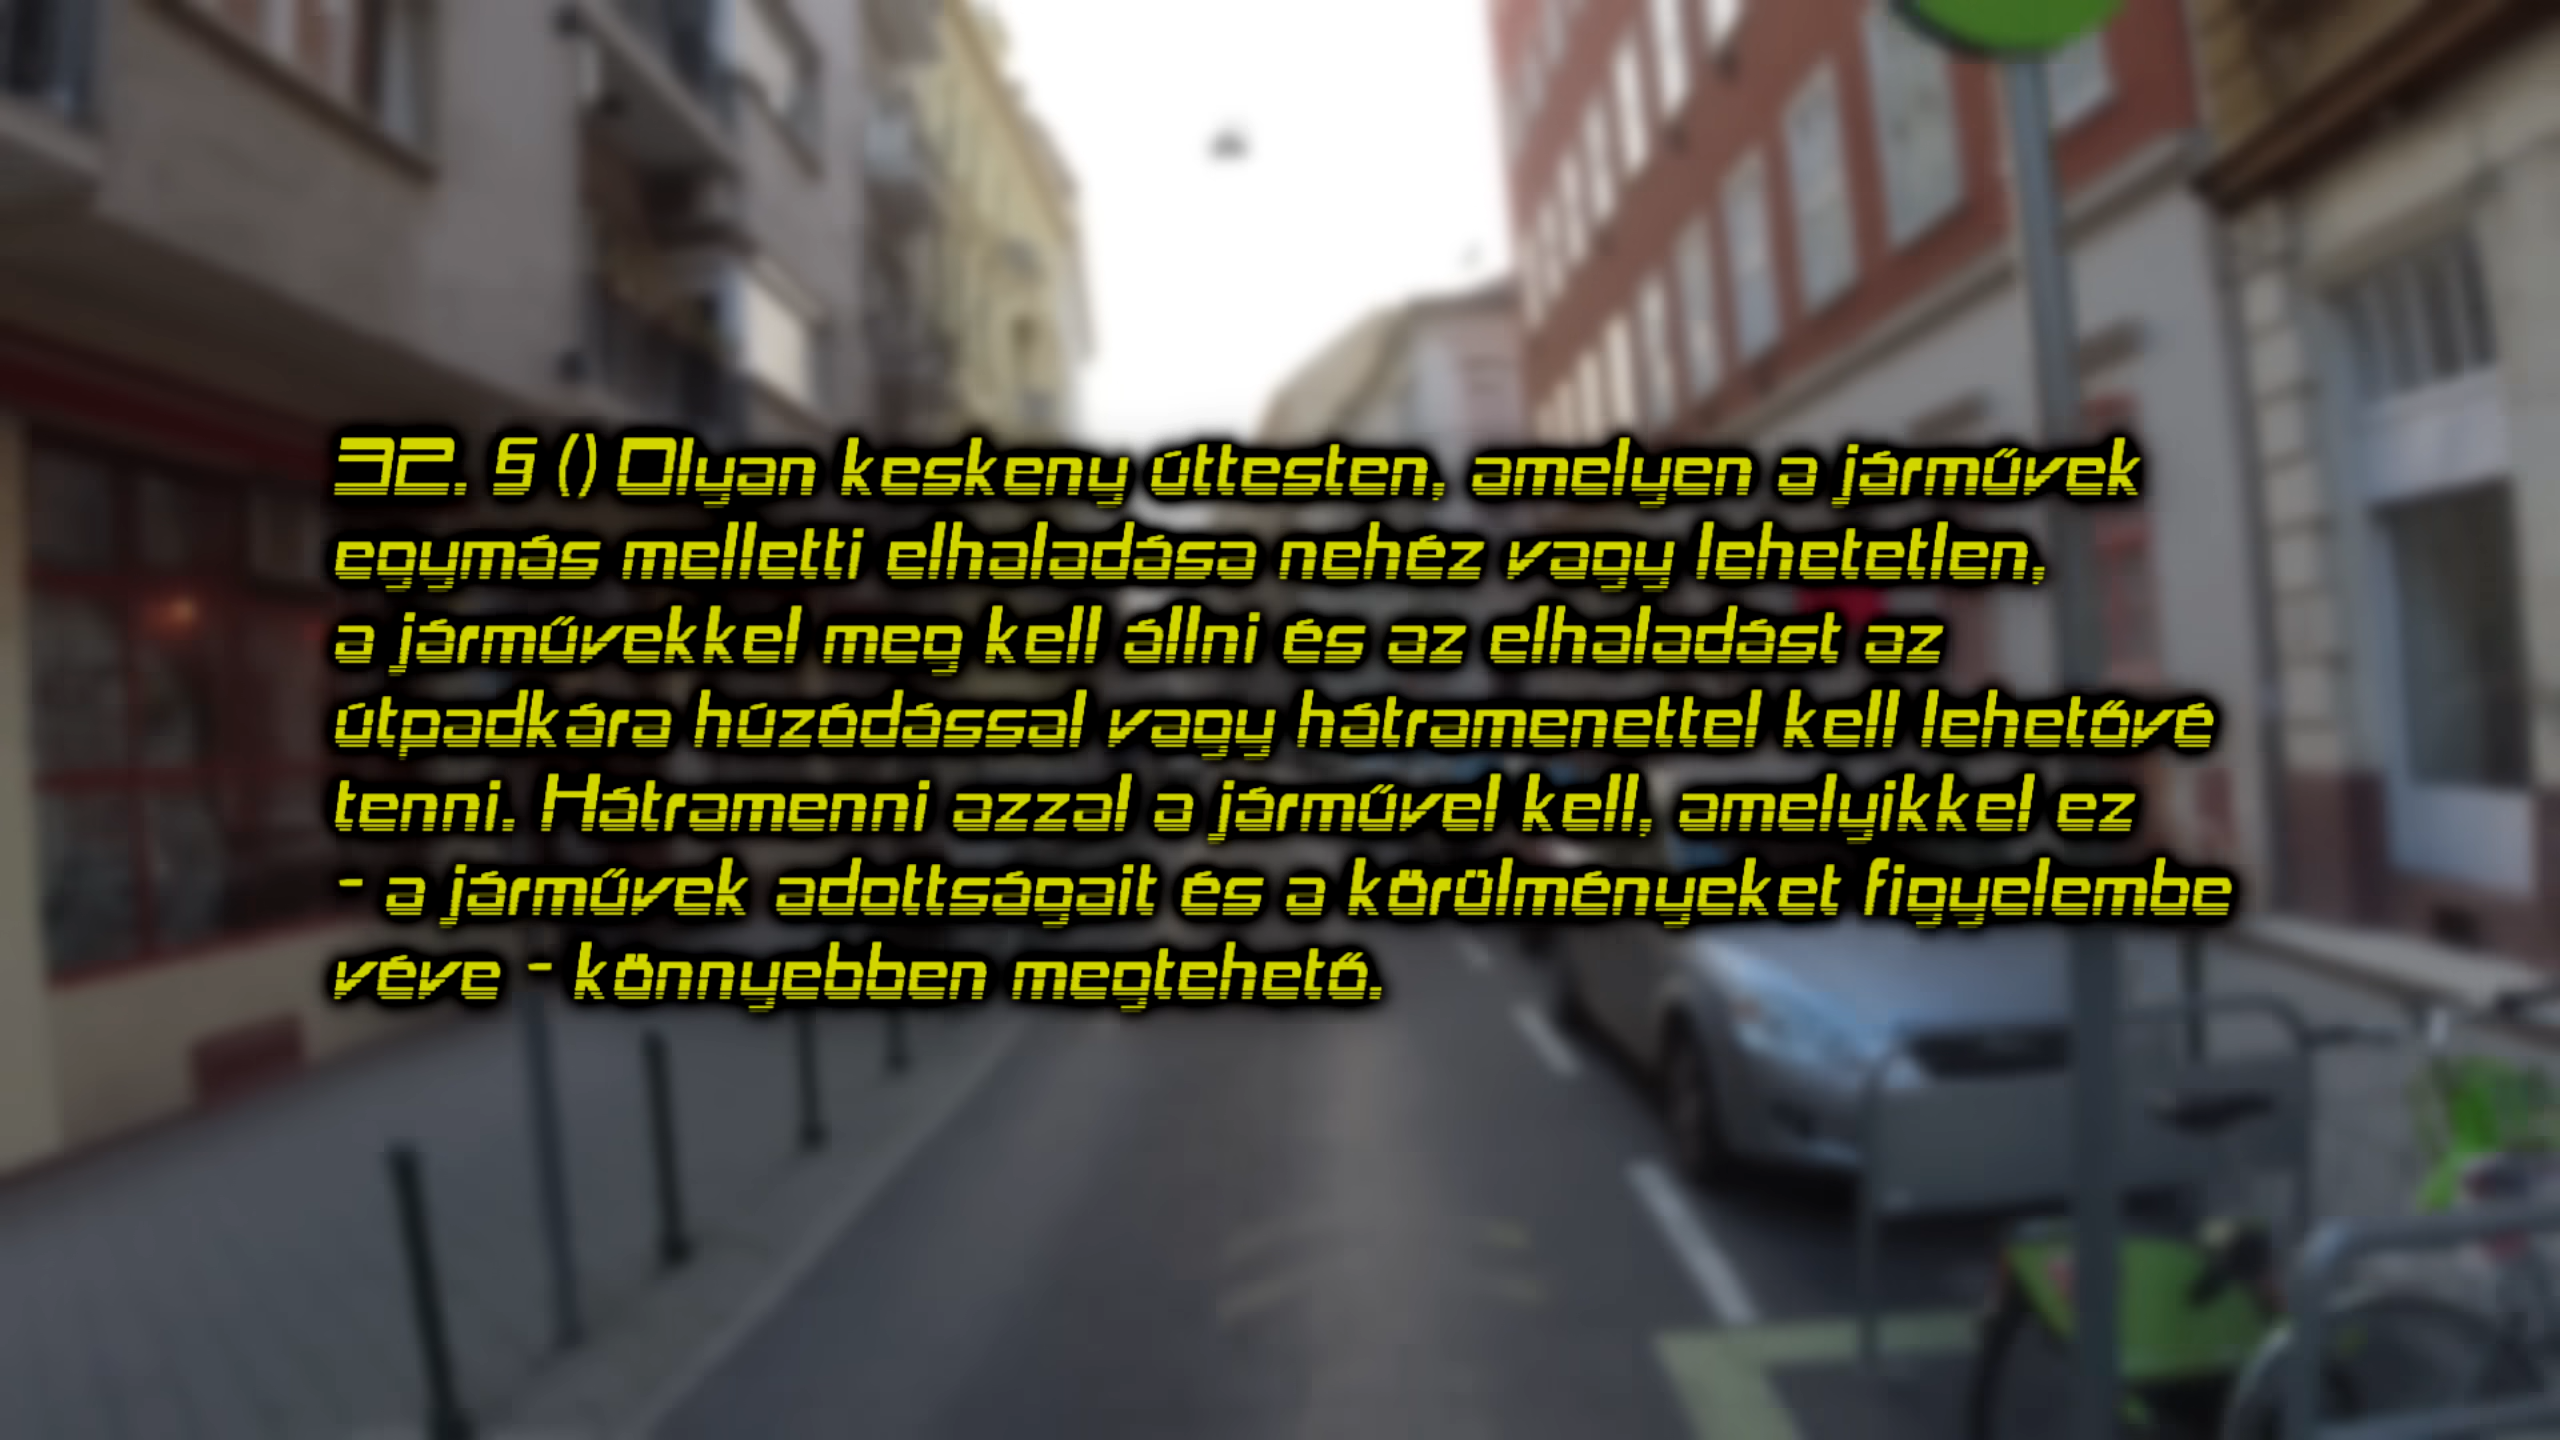 32. § () Olyan keskeny úttesten, amelyen a járművek
egymás melletti elhaladása nehéz vagy lehetetlen,
a járművekkel meg kell állni és az elhaladást az
útpadkára húzódással vagy hátramenettel kell lehetővé
tenni. Hátramenni azzal a járművel kell, amelyikkel ez
- a járművek adottságait és a körülményeket figyelembe
véve - könnyebben megtehető.